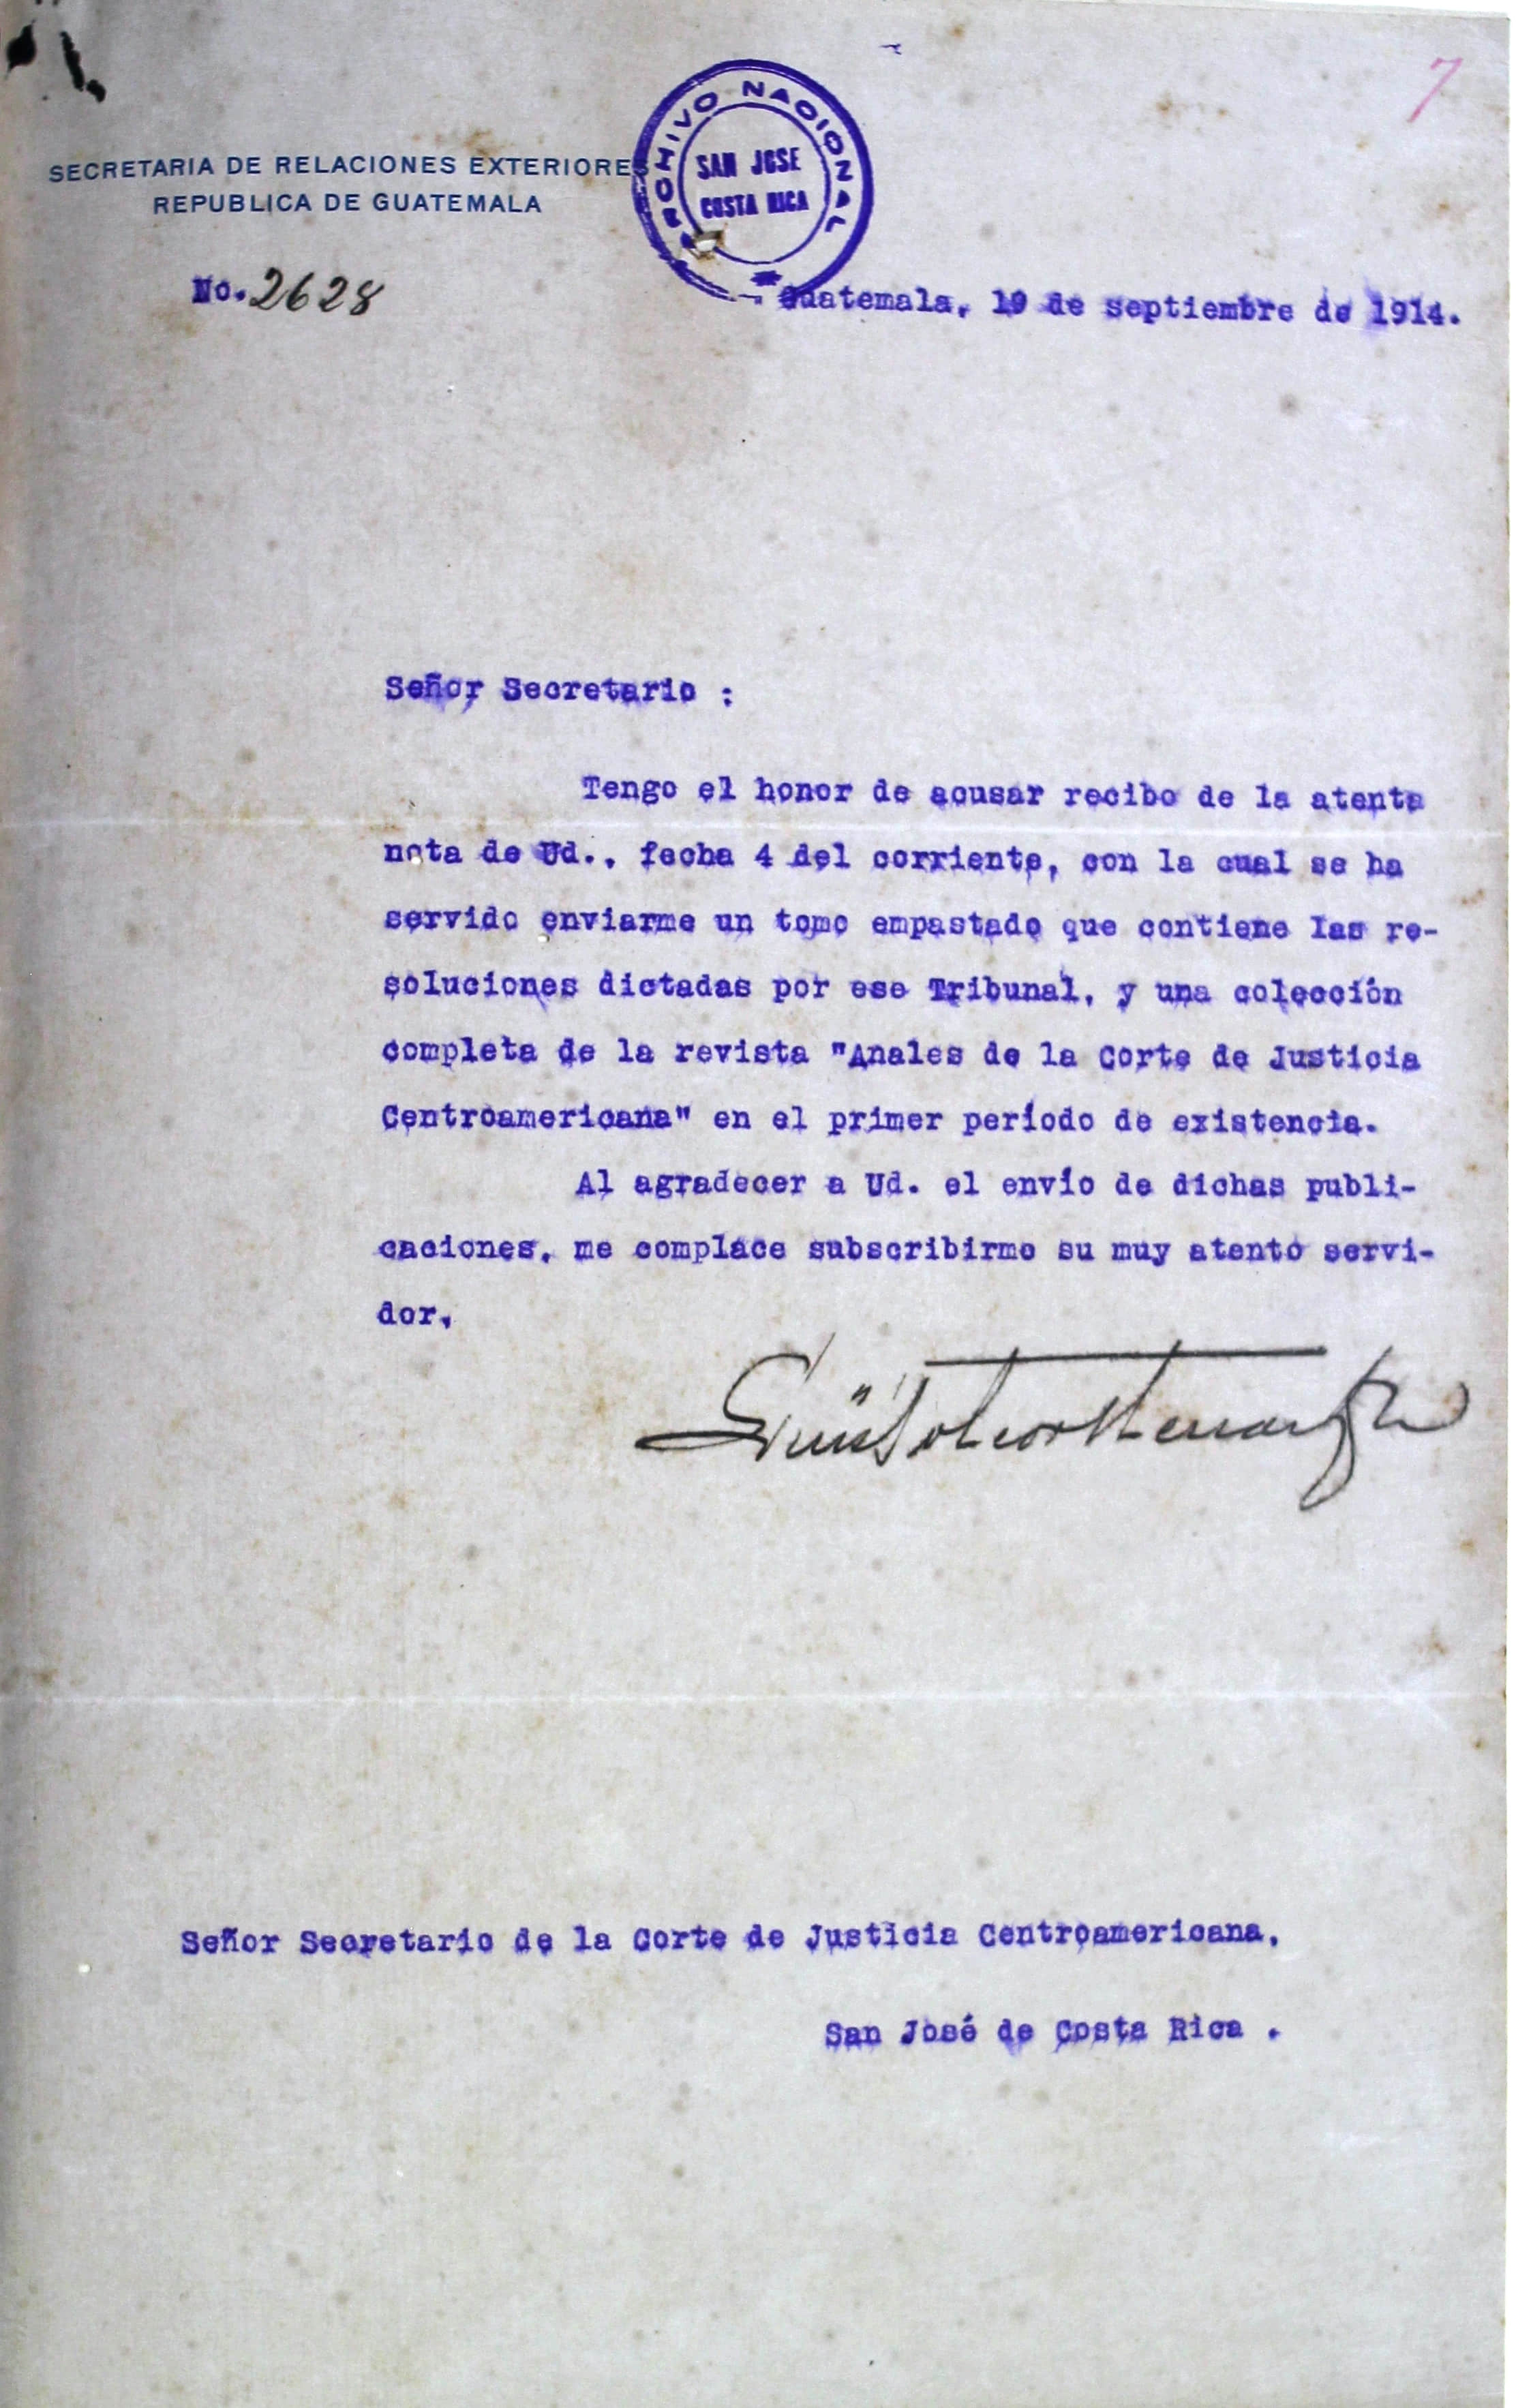 7
SECRETARIA DE RELACIONES EXTERIORES
REPUBLICA DE GUATEMALA
ARCHIVO NACIONAL
SAN JOSE
COSTA RICA
No. 2628
Guatemala, 19 de septiembre de 1914.
Señor Secretario :
Tengo el honor de acusar recibo de la atenta
nota de Ud., fecha 4 del corriente, con la cual se ha
servido enviarme un tomo empastado que contiene las re-
soluciones dictadas por ese Tribunal, y una colección
completa de la revista "Anales de la Corte de Justicia
Centroamericana" en el primer período de existencia.
Al agradecer a Ud. el envío de dichas publi-
caciones, me complace subscribirme su muy atento servi-
dor,
Señor Secretario de la Corte de Justicia Centroamericana,
San José de Costa Rica .